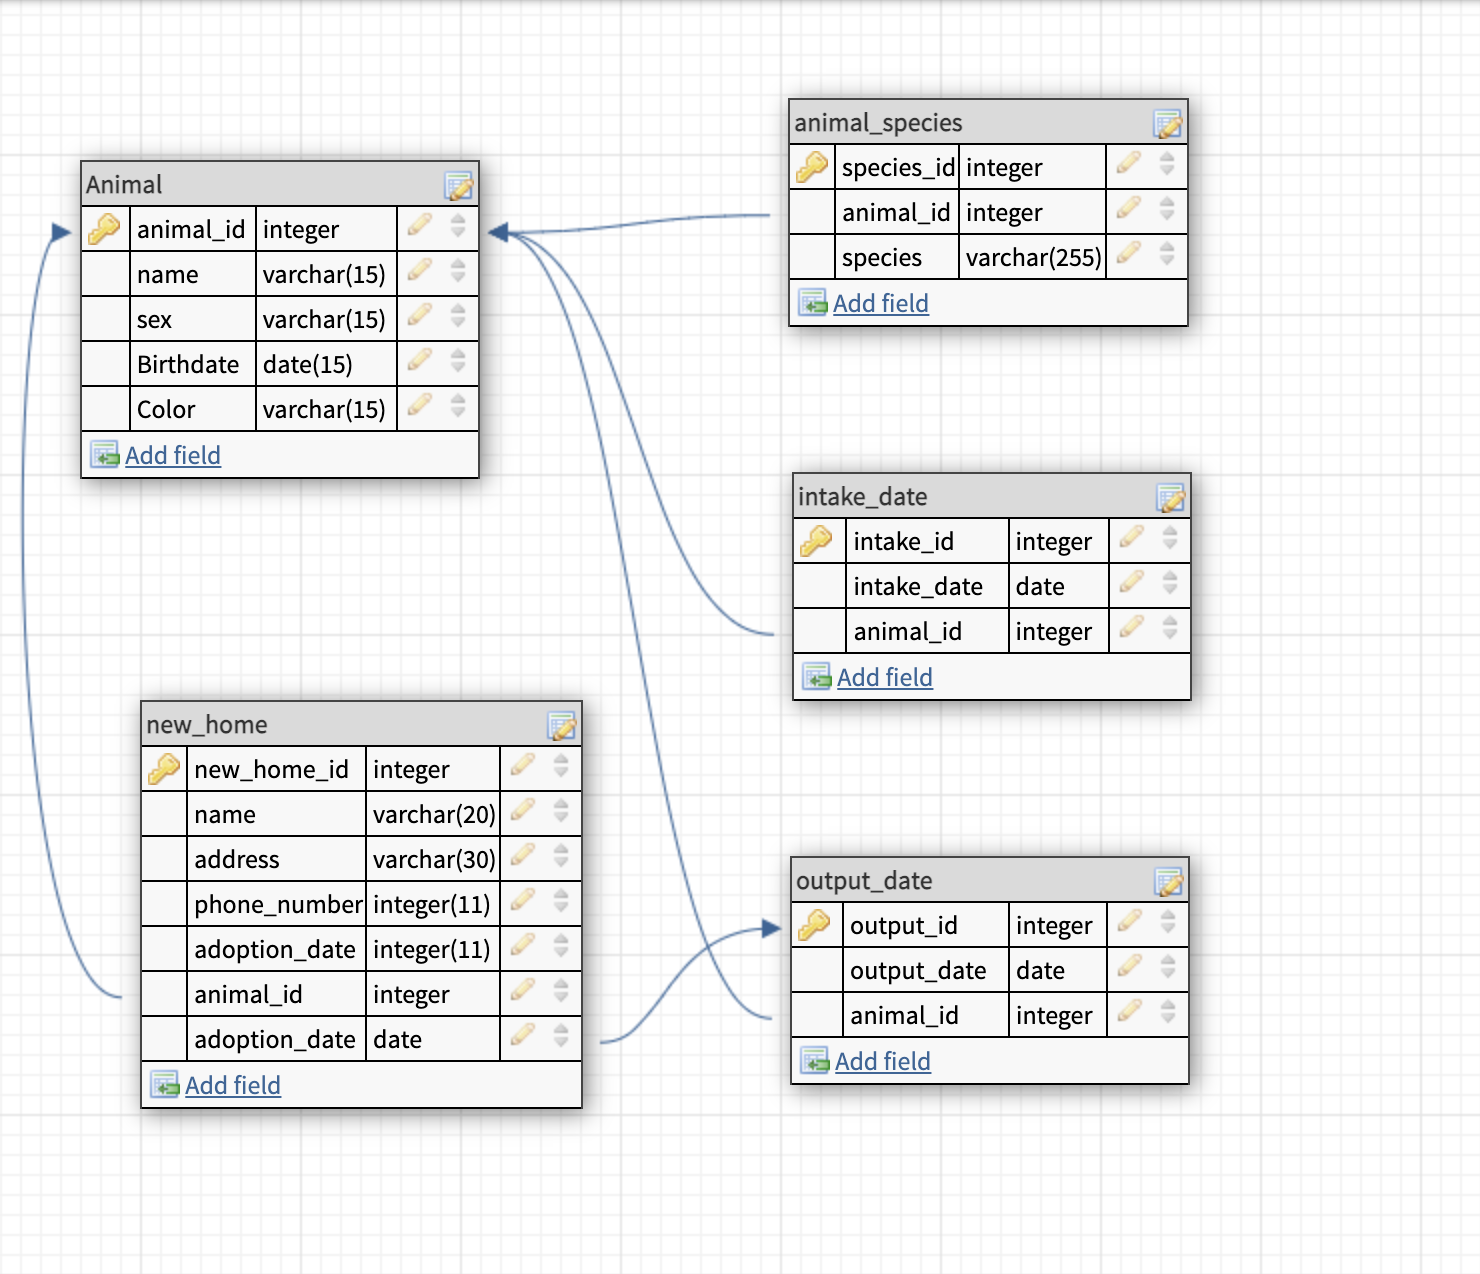 Animal
animal_id integer
name varchar(15)
sex varchar(15)
Birthdate date(15)
Color varchar(15)
Add field
animal_species
species_id integer
animal_id integer
species varchar(255)
Add field
intake_date
intake_id integer
intake_date date
animal_id integer
Add field
new_home
new_home_id integer
name varchar(20)
address varchar(30)
phone_number integer(11)
adoption_date integer(11)
animal_id integer
adoption_date date
Add field
output_date
output_id integer
output_date date
animal_id integer
Add field